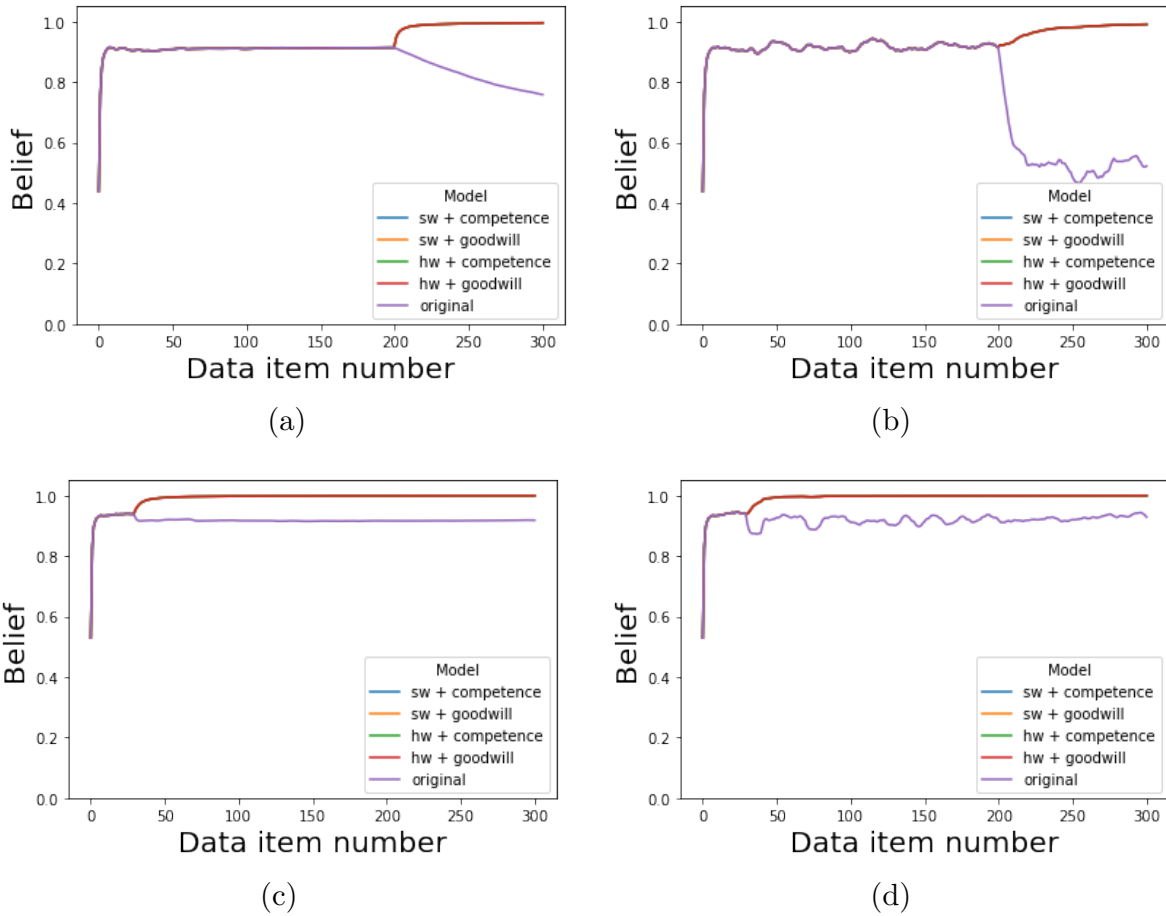 1.0
0.8
0.6
0.4
0.2
0.0
Belief
Model
sw + competence
sw + goodwill
hw + competence
hw + goodwill
original
0 50 100 150 200 250 300
Data item number
(a)
1.0
0.8
0.6
0.4
0.2
0.0
Belief
Model
sw + competence
sw + goodwill
hw + competence
hw + goodwill
original
0 50 100 150 200 250 300
Data item number
(b)
1.0
0.8
0.6
0.4
0.2
0.0
Belief
Model
sw + competence
sw + goodwill
hw + competence
hw + goodwill
original
0 50 100 150 200 250 300
Data item number
(c)
1.0
0.8
0.6
0.4
0.2
0.0
Belief
Model
sw + competence
sw + goodwill
hw + competence
hw + goodwill
original
0 50 100 150 200 250 300
Data item number
(d)